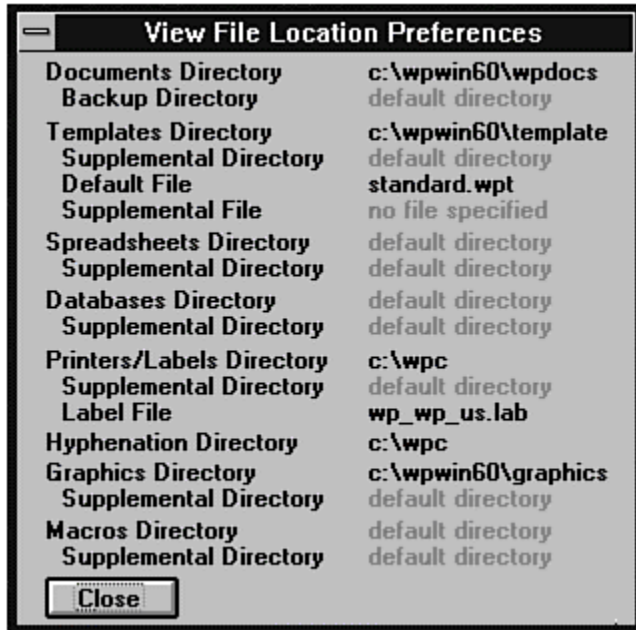 View File Location Preferences
Documents Directory c:\wpwin60\wpdocs
Backup Directory default directory
Templates Directory c:\wpwin60\template
Supplemental Directory default directory
Default File standard.wpt
Supplemental File no file specified
Spreadsheets Directory default directory
Supplemental Directory default directory
Databases Directory default directory
Supplemental Directory default directory
Printers/Labels Directory c:\wpc
Supplemental Directory default directory
Label File wp_wp_us.lab
Hyphenation Directory c:\wpc
Graphics Directory c:\wpwin60\graphics
Supplemental Directory default directory
Macros Directory default directory
Supplemental Directory default directory
Close